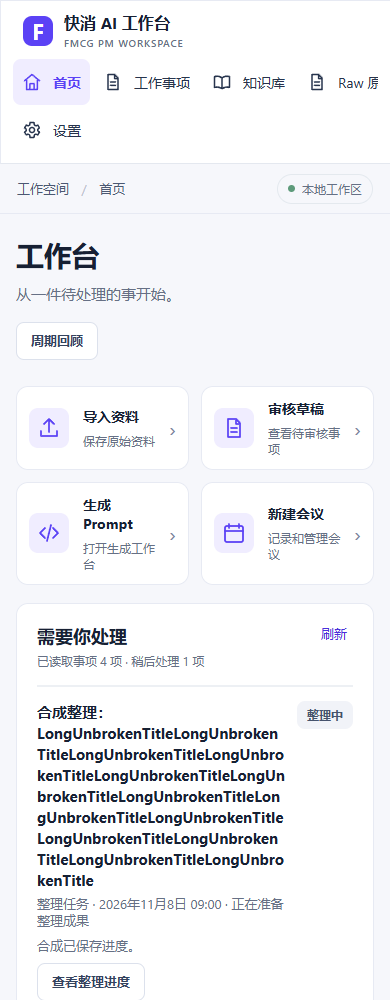 F
快消 AI 工作台
FMCG PM WORKSPACE
首页
工作事项
知识库
Raw 原
设置
工作空间 / 首页
本地工作区
工作台
从一件待处理的事开始。
周期回顾
导入资料
保存原始资料
审核草稿
查看待审核事
项
生成
Prompt
打开生成工作
台
新建会议
记录和管理会
议
需要你处理
刷新
已读取事项 4 项 · 稍后处理 1 项
合成整理：
LongUnbrokenTitleLongUnbroken
TitleLongUnbrokenTitleLongUnbro
kenTitleLongUnbrokenTitleLongUn
brokenTitleLongUnbrokenTitleLon
gUnbrokenTitleLongUnbrokenTitle
LongUnbrokenTitleLongUnbroken
TitleLongUnbrokenTitleLongUnbro
kenTitle
整理中
整理任务 · 2026年11月8日 09:00 · 正在准备
整理成果
合成已保存进度。
查看整理进度